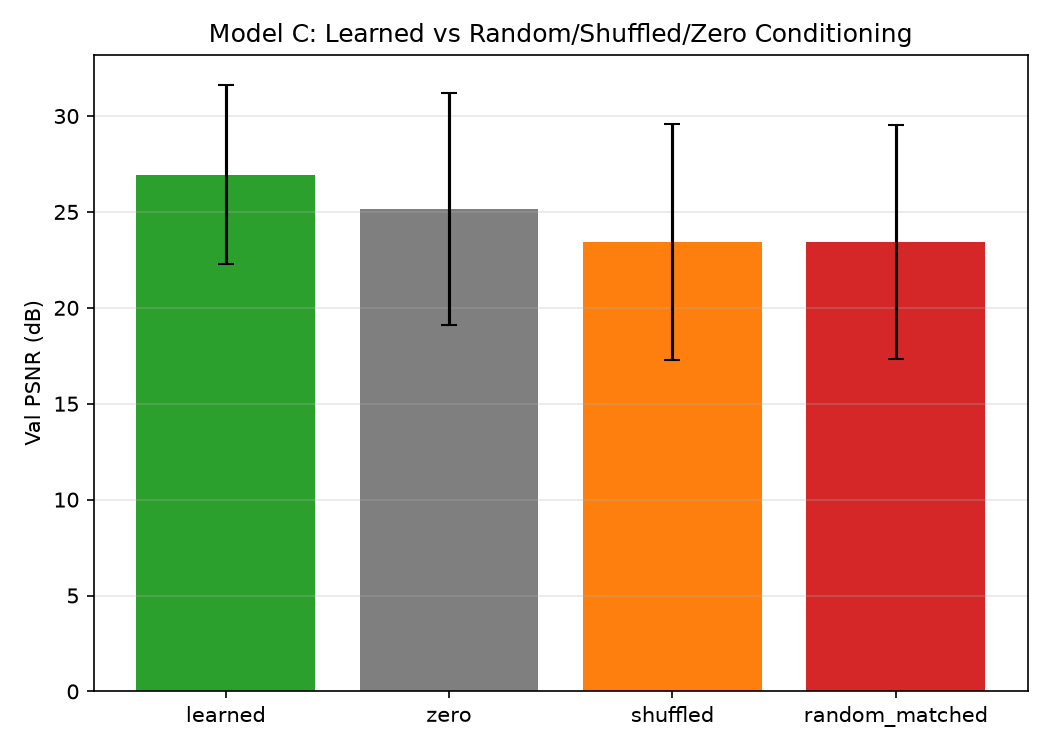 Model C: Learned vs Random/Shuffled/Zero Conditioning
Val PSNR (dB)
30
25
20
15
10
5
0
learned
zero
shuffled
random_matched